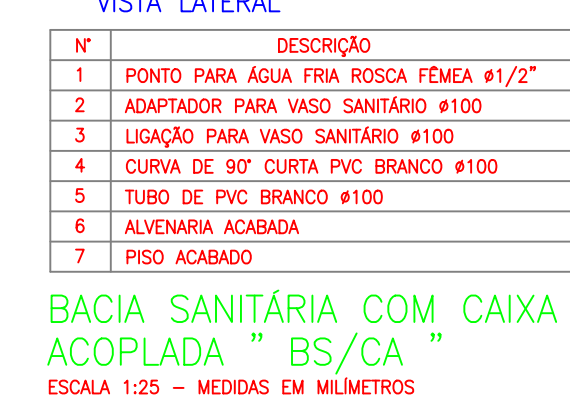 VISTA LATERAL
N° DESCRIÇÃO
1 PONTO PARA ÁGUA FRIA ROSCA FÊMEA ø1/2”
2 ADAPTADOR PARA VASO SANITÁRIO ø100
3 LIGAÇÃO PARA VASO SANITÁRIO ø100
4 CURVA DE 90° CURTA PVC BRANCO ø100
5 TUBO DE PVC BRANCO ø100
6 ALVENARIA ACABADA
7 PISO ACABADO
BACIA SANITÁRIA COM CAIXA
ACOPLADA ” BS/CA ”
ESCALA 1:25 – MEDIDAS EM MILÍMETROS